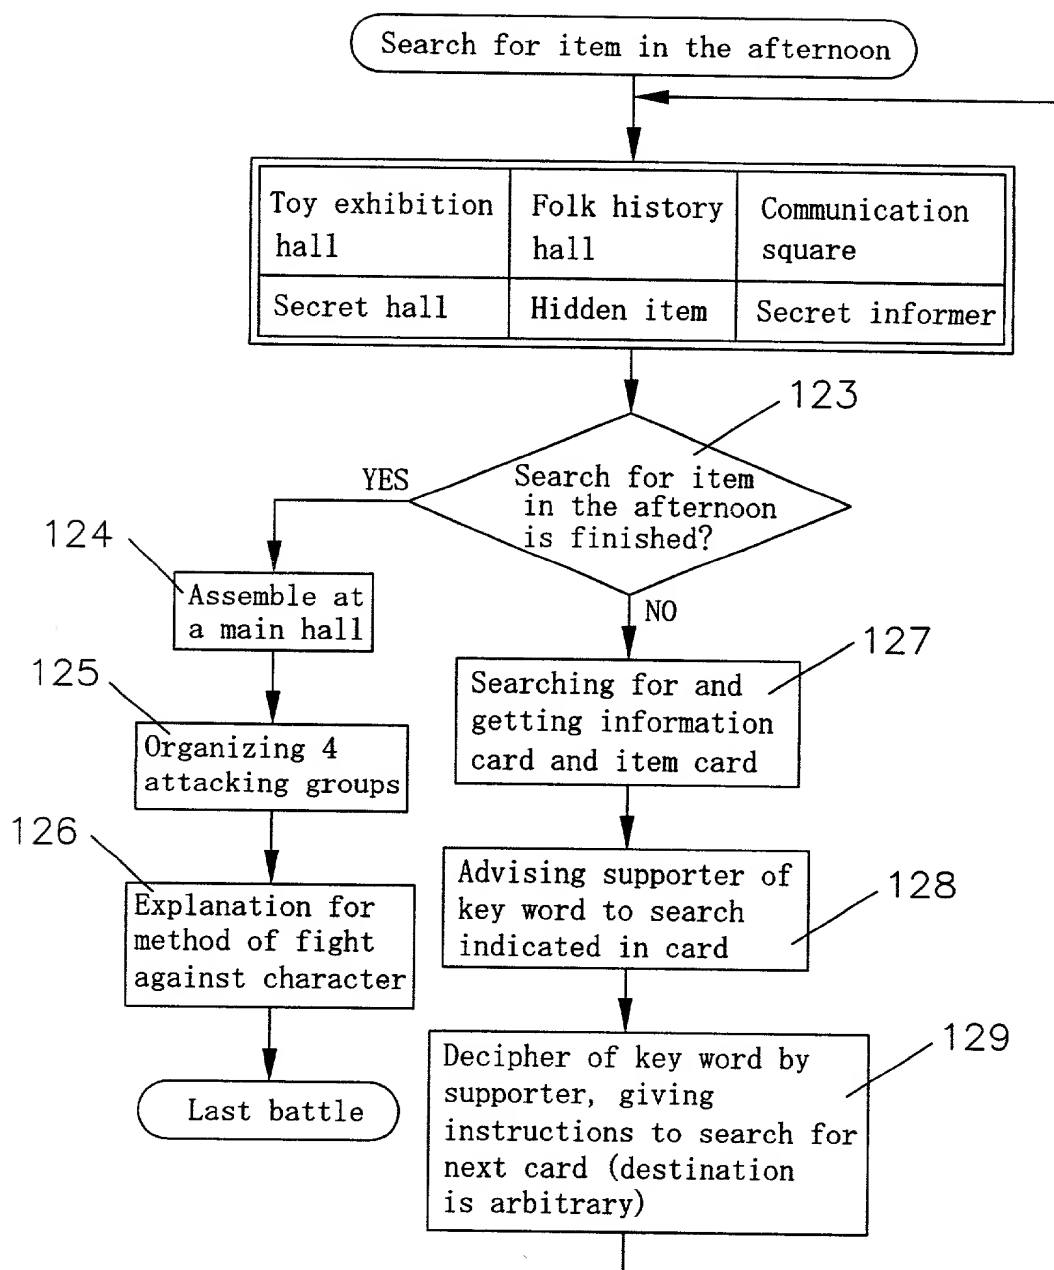 Search for item in the afternoon
Toy exhibition
hall
Folk history
hall
Communication
square
Secret hall
Hidden item
Secret informer
123
Search for item
in the afternoon
is finished?
YES
NO
124
Assemble at
a main hall
125
Organizing 4
attacking groups
126
Explanation for
method of fight
against character
Last battle
127
Searching for and
getting information
card and item card
128
Advising supporter of
key word to search
indicated in card
129
Decipher of key word by
supporter, giving
instructions to search for
next card (destination
is arbitrary)